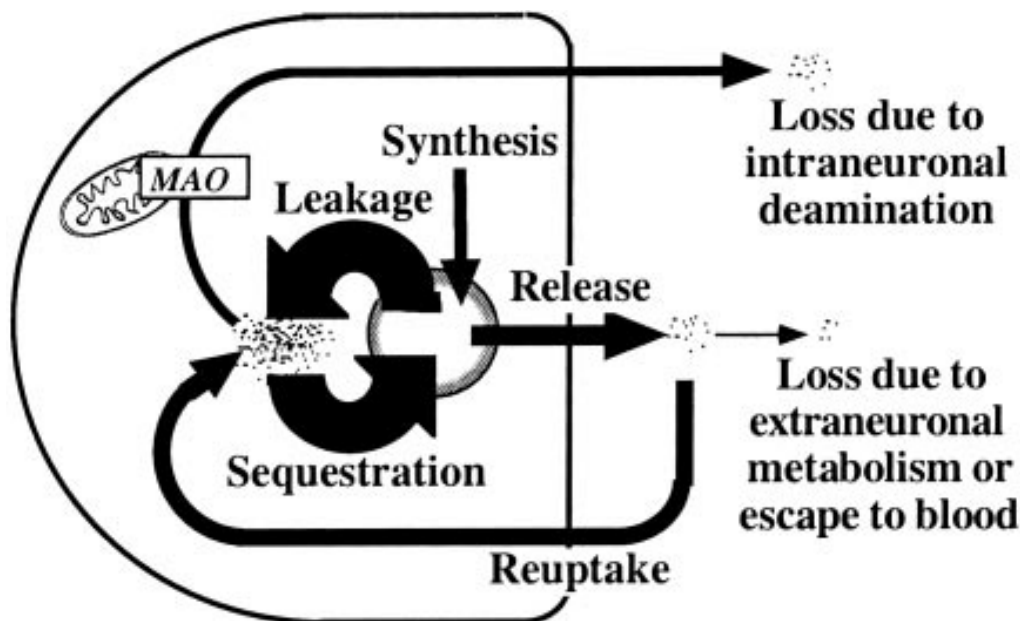 Loss due to
intraneuronal
deamination
Synthesis
MAO
Leakage
Release
Loss due to
extraneuronal
metabolism or
escape to blood
Sequestration
Reuptake